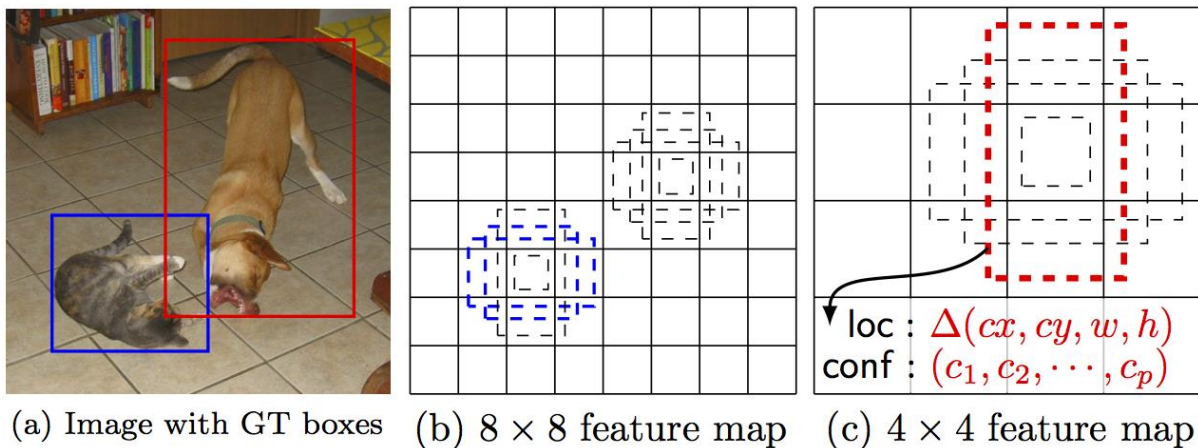 loc : Δ(cx, cy, w, h)
conf : (c₁, c₂, ⋯, cₚ)
(a) Image with GT boxes
(b) 8 × 8 feature map
(c) 4 × 4 feature map